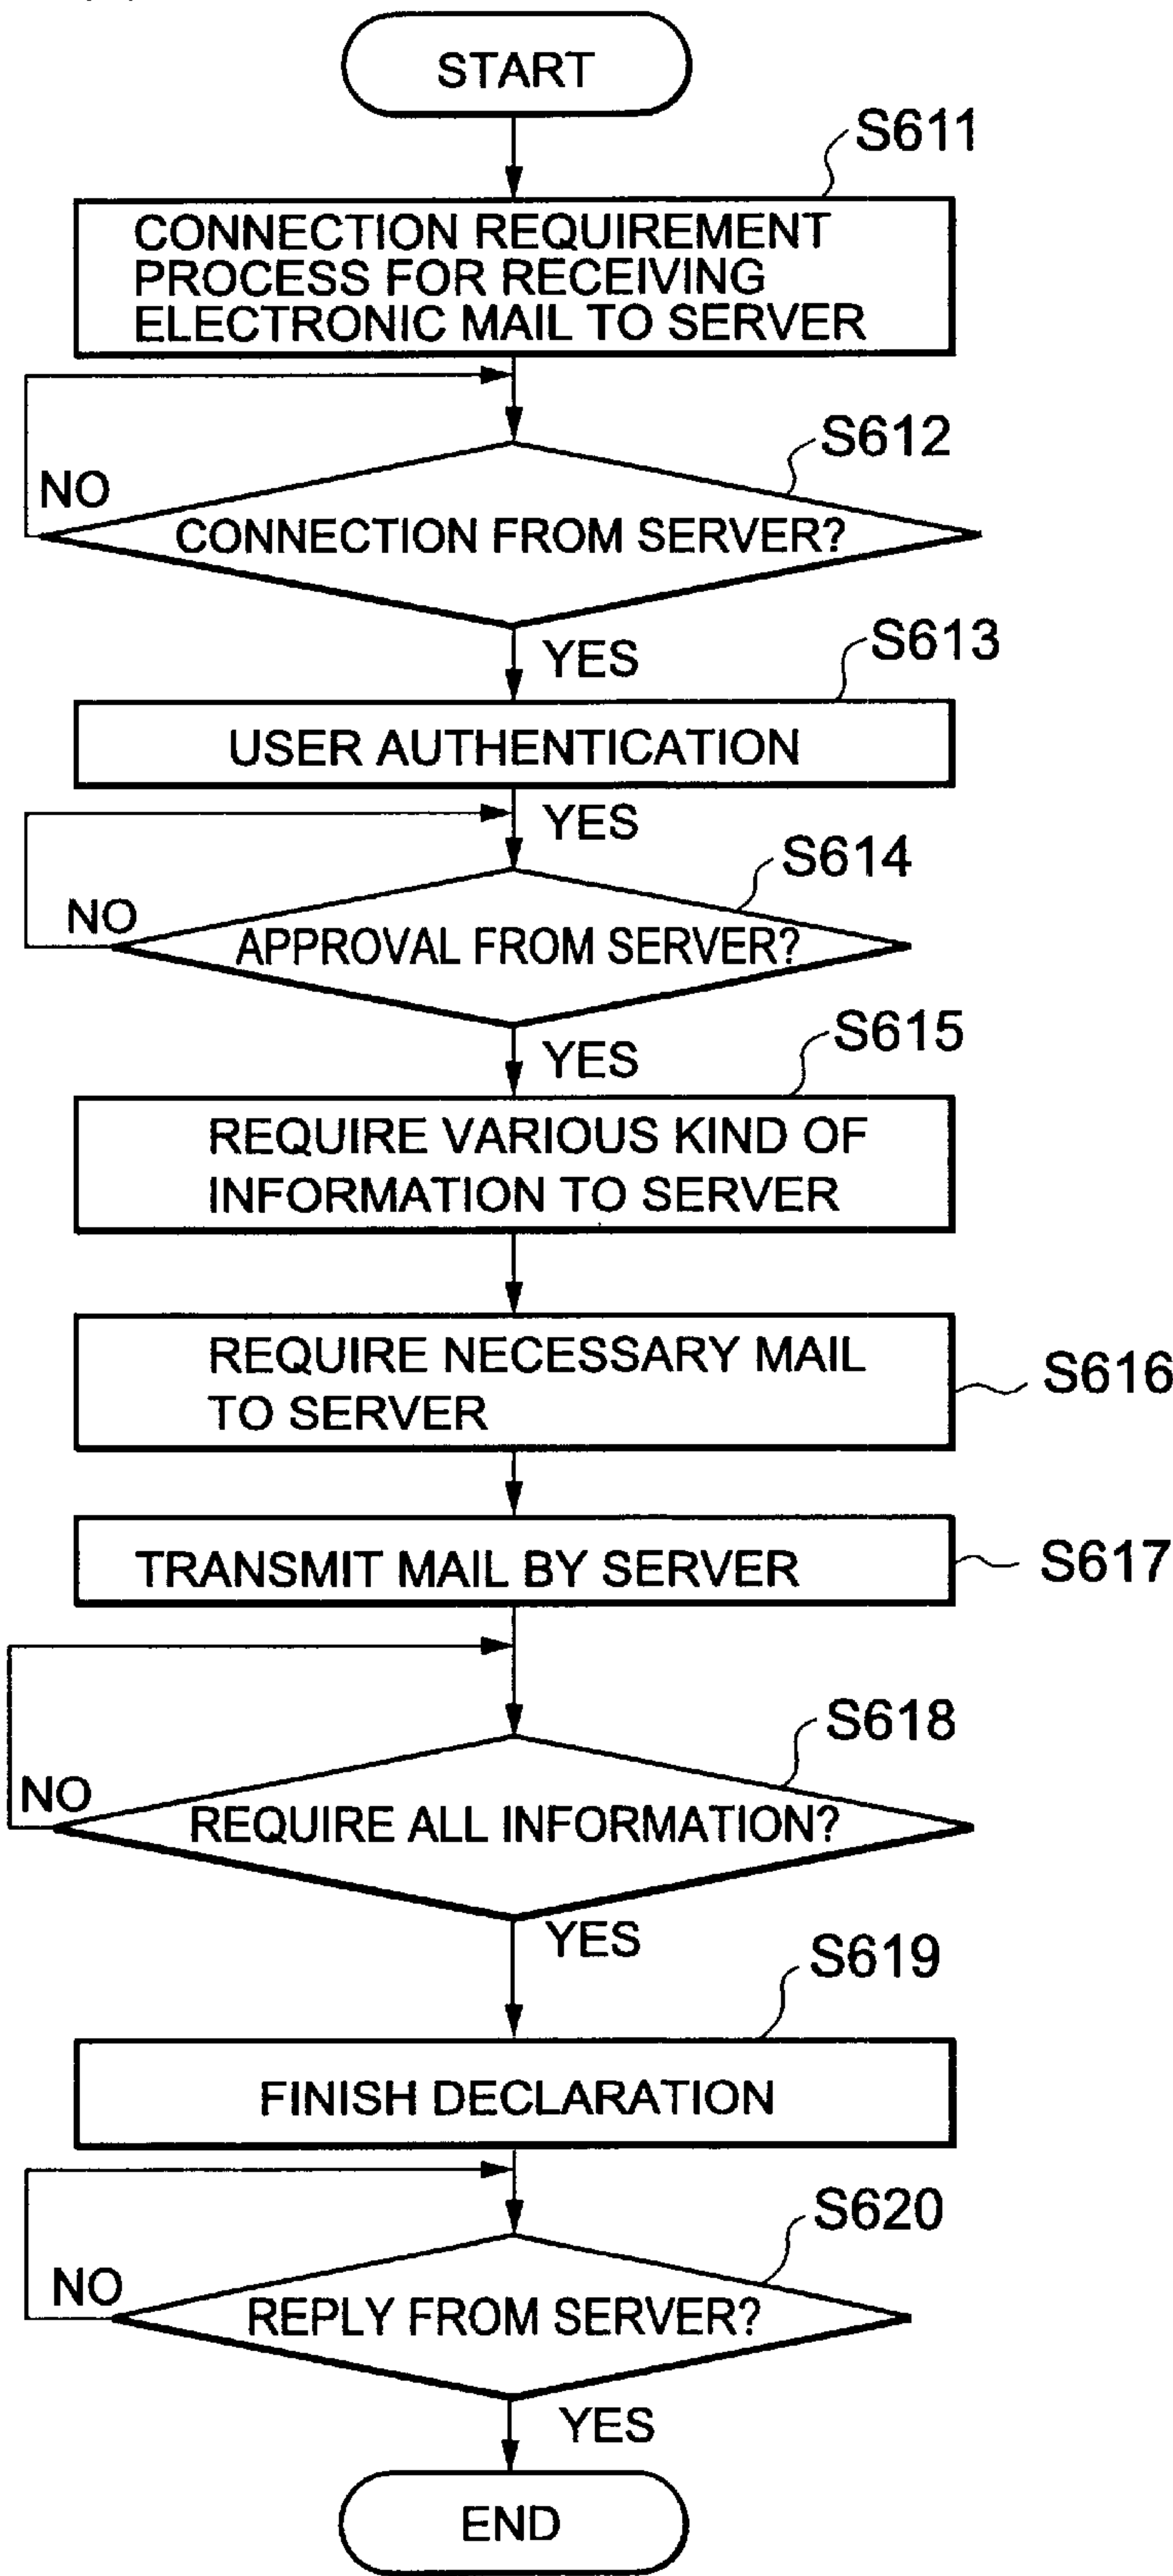 START
S611
CONNECTION REQUIREMENT
PROCESS FOR RECEIVING
ELECTRONIC MAIL TO SERVER
S612
NO
CONNECTION FROM SERVER?
YES
S613
USER AUTHENTICATION
YES
S614
NO
APPROVAL FROM SERVER?
YES
S615
REQUIRE VARIOUS KIND OF
INFORMATION TO SERVER
REQUIRE NECESSARY MAIL
TO SERVER
S616
TRANSMIT MAIL BY SERVER
S617
S618
NO
REQUIRE ALL INFORMATION?
YES
S619
FINISH DECLARATION
S620
NO
REPLY FROM SERVER?
YES
END